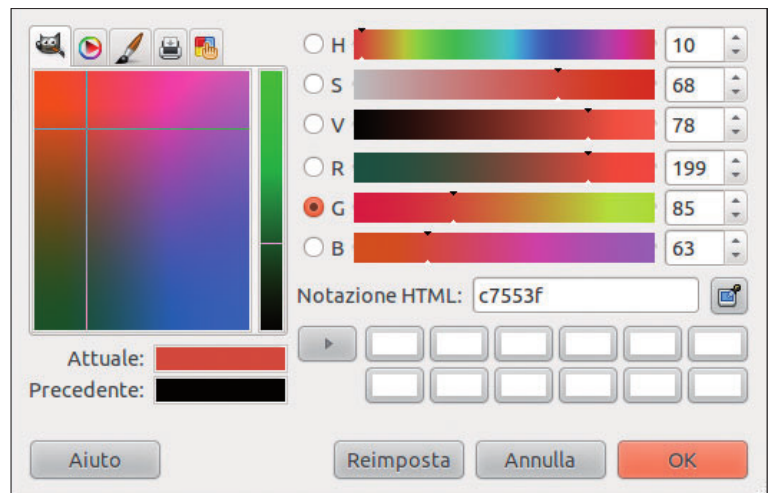 H 10
S 68
V 78
R 199
G 85
B 63
Notazione HTML: c7553f
Attuale:
Precedente:
Aiuto Reimposta Annulla OK